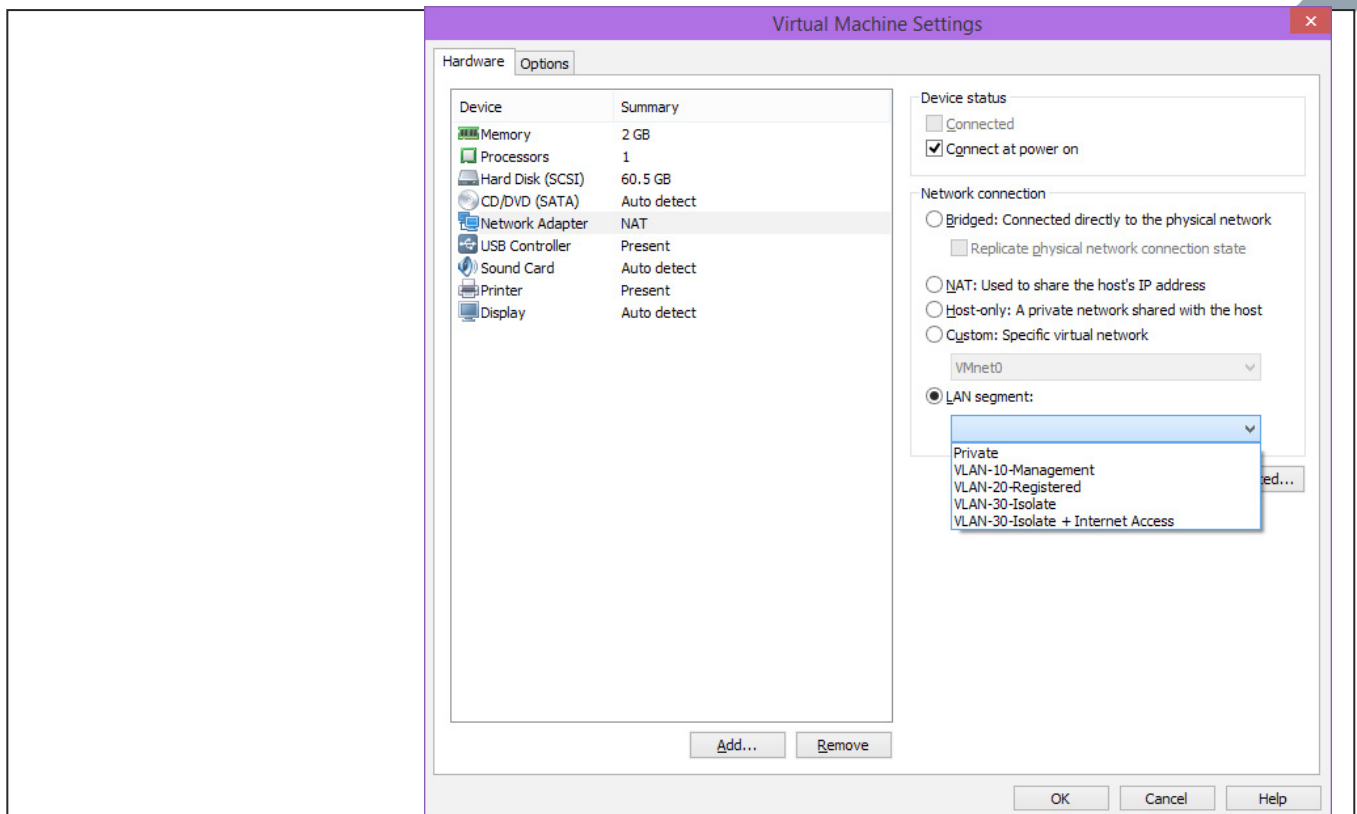 Virtual Machine Settings
Hardware Options
Device Summary
Memory 2 GB
Processors 1
Hard Disk (SCSI) 60.5 GB
CD/DVD (SATA) Auto detect
Network Adapter NAT
USB Controller Present
Sound Card Auto detect
Printer Present
Display Auto detect
Add... Remove
Device status
Connected
Connect at power on
Network connection
Bridged: Connected directly to the physical network
Replicate physical network connection state
NAT: Used to share the host's IP address
Host-only: A private network shared with the host
Custom: Specific virtual network
VMnet0
LAN segment:
Private
VLAN-10-Management
VLAN-20-Registered
VLAN-30-Isolate
VLAN-30-Isolate + Internet Access
OK Cancel Help